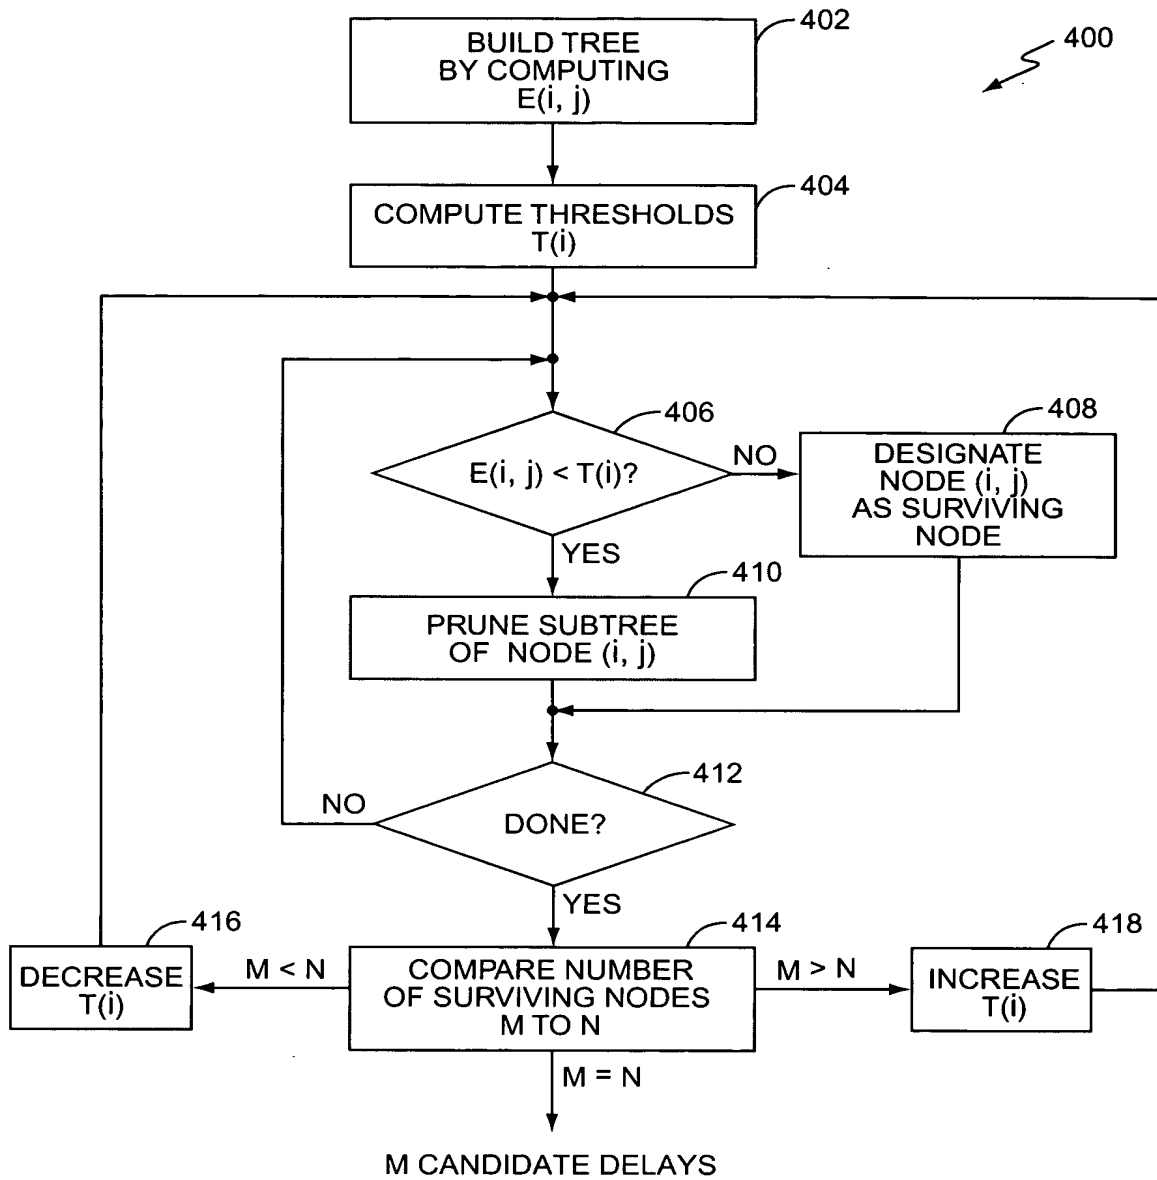 402
BUILD TREE
BY COMPUTING
E(i, j)
400
404
COMPUTE THRESHOLDS
T(i)
406
E(i, j) < T(i)?
NO
408
DESIGNATE
NODE (i, j)
AS SURVIVING
NODE
YES
410
PRUNE SUBTREE
OF NODE (i, j)
412
NO
DONE?
YES
416
DECREASE
T(i)
M < N
414
COMPARE NUMBER
OF SURVIVING NODES
M TO N
M > N
418
INCREASE
T(i)
M = N
M CANDIDATE DELAYS